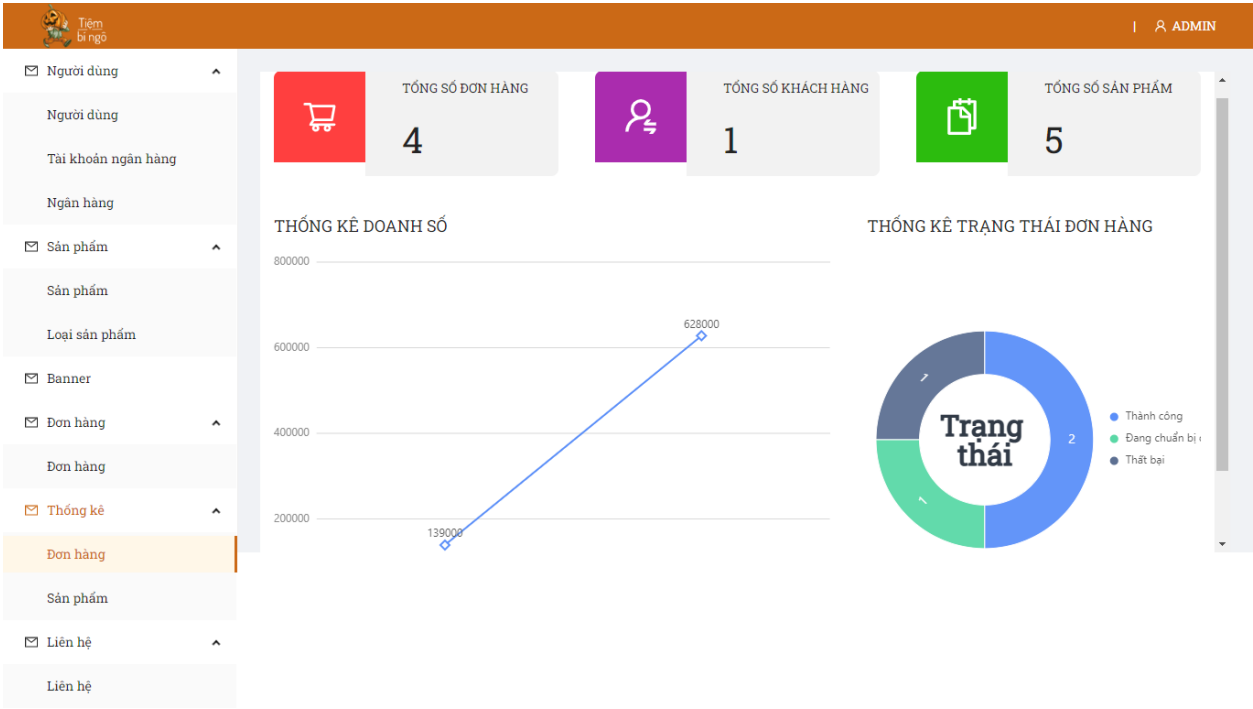 Tiệm
bí ngô
ADMIN
Người dùng
Người dùng
Tài khoản ngân hàng
Ngân hàng
Sản phẩm
Sản phẩm
Loại sản phẩm
Banner
Đơn hàng
Đơn hàng
Thống kê
Đơn hàng
Sản phẩm
Liên hệ
Liên hệ
TỔNG SỐ ĐƠN HÀNG
4
TỔNG SỐ KHÁCH HÀNG
1
TỔNG SỐ SẢN PHẨM
5
THỐNG KÊ DOANH SỐ
800000
600000
400000
200000
139000
628000
THỐNG KÊ TRẠNG THÁI ĐƠN HÀNG
1
2
1
Trạng
thái
Thành công
Đang chuẩn bị
Thất bại